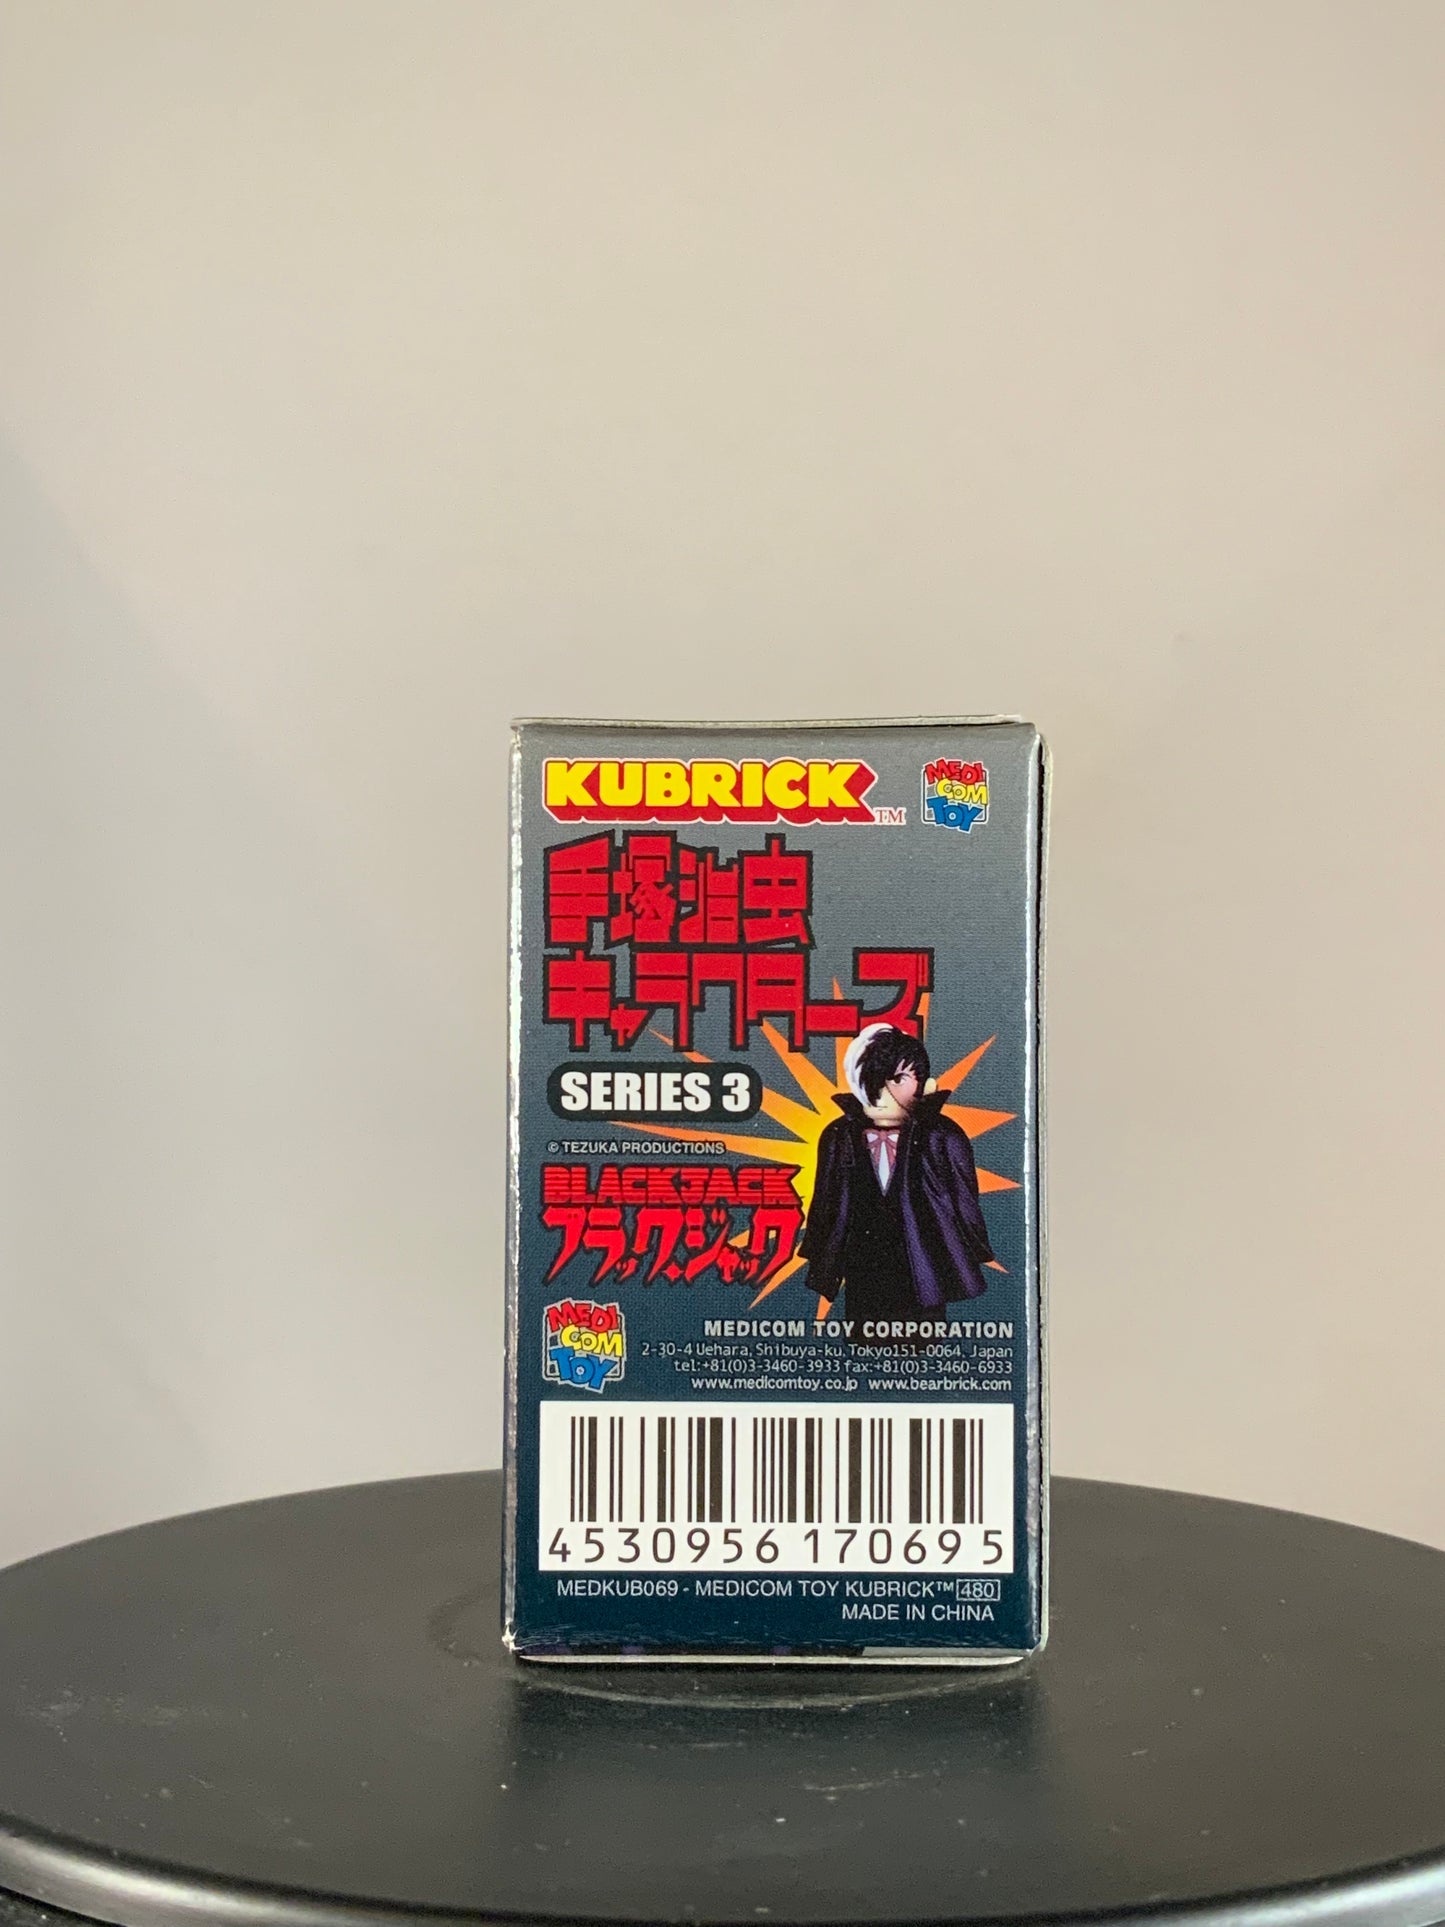 KUBRICK TM
MEDI
COM
TOY
手塚治虫
キャラクターズ
SERIES 3
© TEZUKA PRODUCTIONS
BLACKJACK
ブラック・ジャック
MEDI
COM
TOY
MEDICOM TOY CORPORATION
2-30-4 Uehara, Shibuya-ku, Tokyo151-0064, Japan
tel:+81(0)3-3460-3933 fax:+81(0)3-3460-6933
www.medicomtoy.co.jp www.bearbrick.com
4530956170695
MEDKUB069 - MEDICOM TOY KUBRICK™ 480
MADE IN CHINA